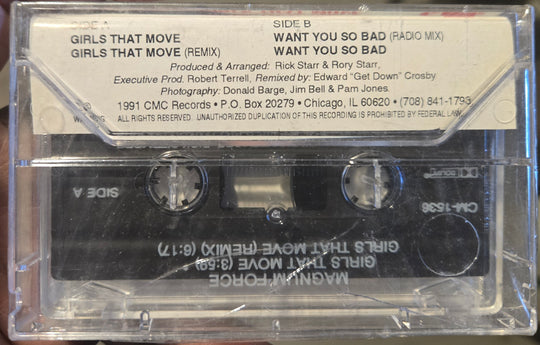 SIDE A
GIRLS THAT MOVE
GIRLS THAT MOVE (REMIX)
SIDE B
WANT YOU SO BAD (RADIO MIX)
WANT YOU SO BAD
Produced & Arranged: Rick Starr & Rory Starr,
Executive Prod. Robert Terrell, Remixed by: Edward "Get Down" Crosby
Photography: Donald Barge, Jim Bell & Pam Jones.
1991 CMC Records • P.O. Box 20279 • Chicago, IL 60620 • (708) 841-1793
WARNING ALL RIGHTS RESERVED. UNAUTHORIZED DUPLICATION OF THIS RECORDING IS PROHIBITED BY FEDERAL LAW
SIDE A
DOLBY
CM-1536
MAGNUM FORCE
GIRLS THAT MOVE (3:59)
GIRLS THAT MOVE (REMIX) (6:17)